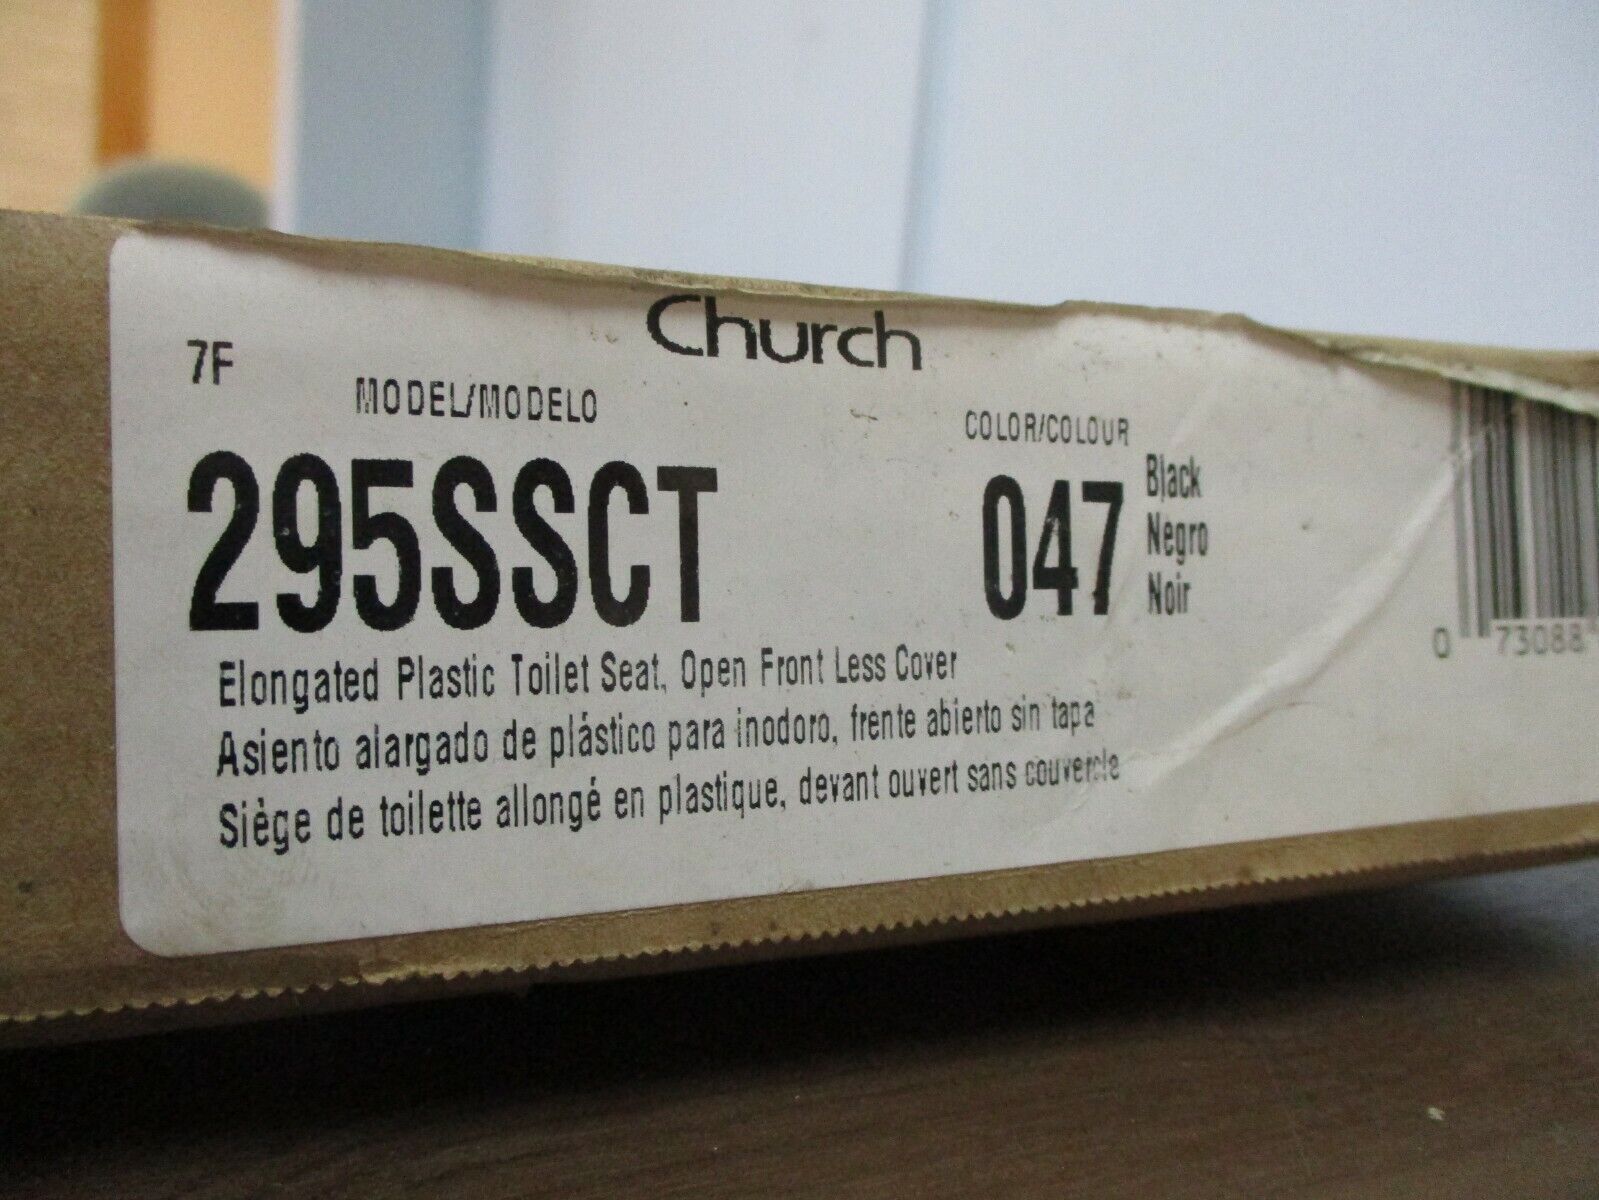 Church
7F
MODEL/MODELO
COLOR/COLOUR
295SSCT
047
Black
Negro
Noir
Elongated Plastic Toilet Seat, Open Front Less Cover
Asiento alargado de plástico para inodoro, frente abierto sin tapa
Siège de toilette allongé en plastique, devant ouvert sans couvercle
0 73088